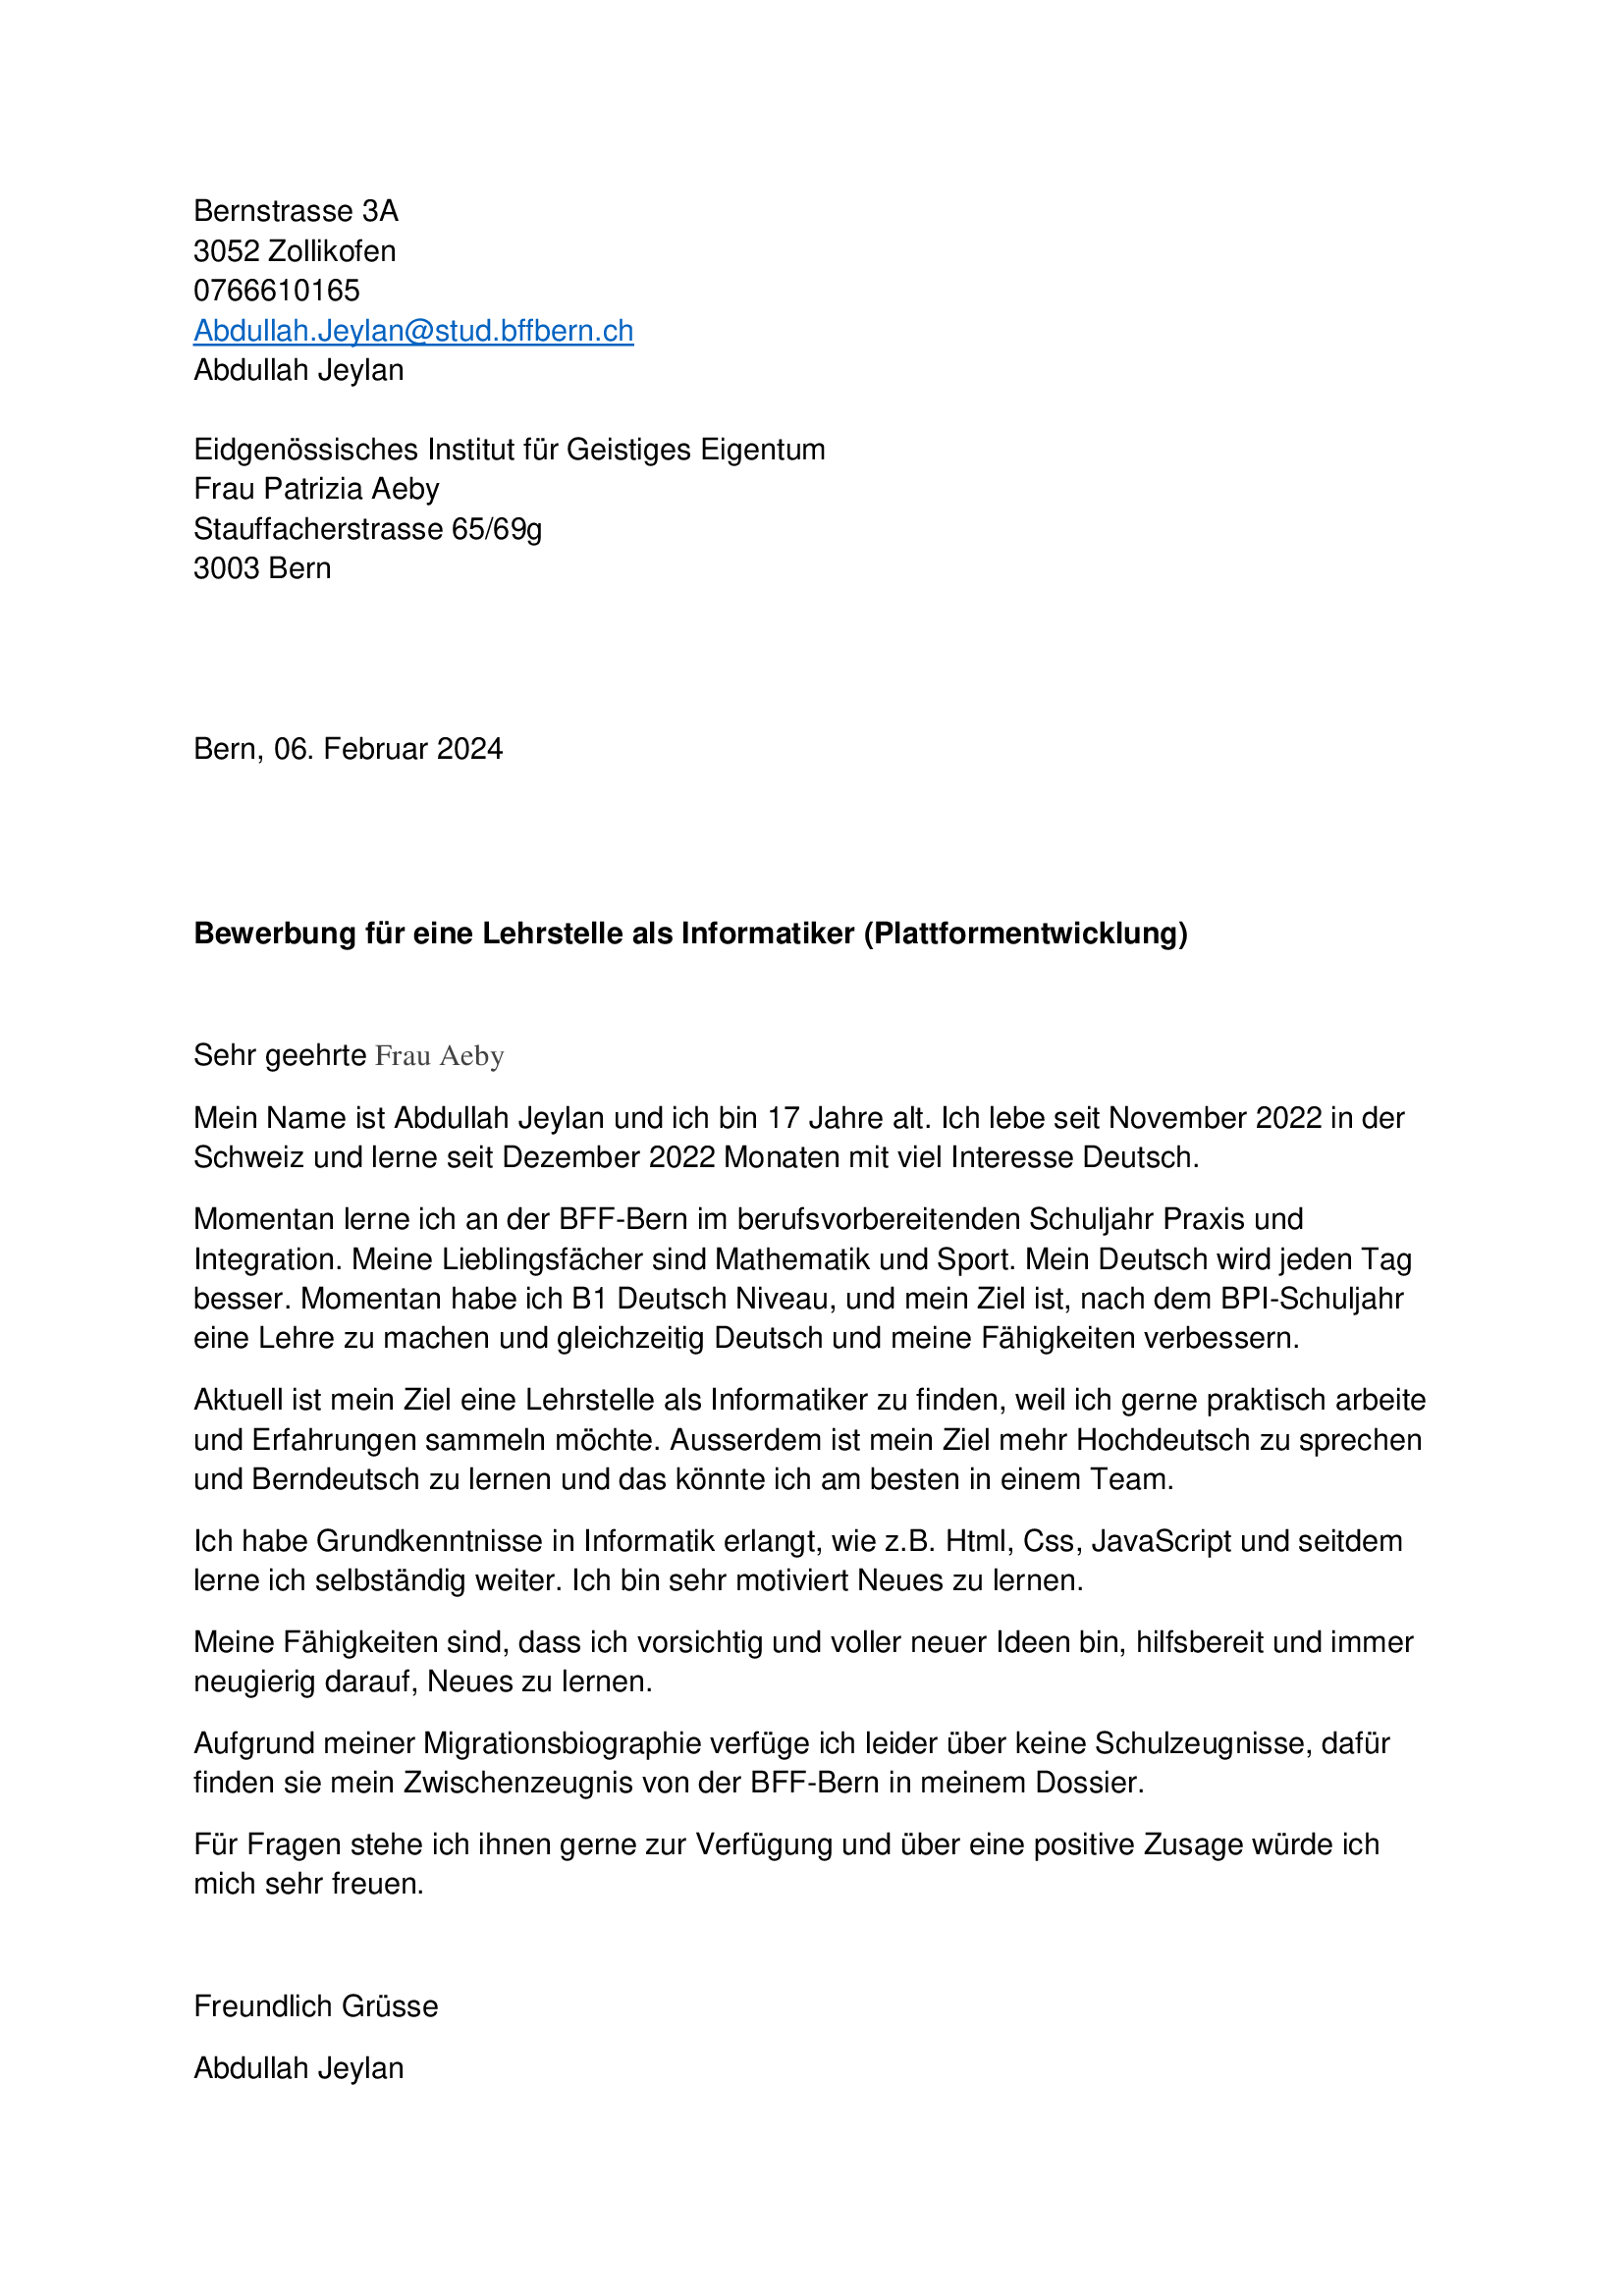 Bernstrasse 3A
3052 Zollikofen
0766610165
Abdullah.Jeylan@stud.bffbern.ch
Abdullah Jeylan
Eidgenössisches Institut für Geistiges Eigentum
Frau Patrizia Aeby
Stauffacherstrasse 65/69g
3003 Bern
Bern, 06. Februar 2024
Bewerbung für eine Lehrstelle als Informatiker (Plattformentwicklung)
Sehr geehrte Frau Aeby
Mein Name ist Abdullah Jeylan und ich bin 17 Jahre alt. Ich lebe seit November 2022 in der
Schweiz und lerne seit Dezember 2022 Monaten mit viel Interesse Deutsch.
Momentan lerne ich an der BFF-Bern im berufsvorbereitenden Schuljahr Praxis und
Integration. Meine Lieblingsfächer sind Mathematik und Sport. Mein Deutsch wird jeden Tag
besser. Momentan habe ich B1 Deutsch Niveau, und mein Ziel ist, nach dem BPI-Schuljahr
eine Lehre zu machen und gleichzeitig Deutsch und meine Fähigkeiten verbessern.
Aktuell ist mein Ziel eine Lehrstelle als Informatiker zu finden, weil ich gerne praktisch arbeite
und Erfahrungen sammeln möchte. Ausserdem ist mein Ziel mehr Hochdeutsch zu sprechen
und Berndeutsch zu lernen und das könnte ich am besten in einem Team.
Ich habe Grundkenntnisse in Informatik erlangt, wie z.B. Html, Css, JavaScript und seitdem
lerne ich selbständig weiter. Ich bin sehr motiviert Neues zu lernen.
Meine Fähigkeiten sind, dass ich vorsichtig und voller neuer Ideen bin, hilfsbereit und immer
neugierig darauf, Neues zu lernen.
Aufgrund meiner Migrationsbiographie verfüge ich leider über keine Schulzeugnisse, dafür
finden sie mein Zwischenzeugnis von der BFF-Bern in meinem Dossier.
Für Fragen stehe ich ihnen gerne zur Verfügung und über eine positive Zusage würde ich
mich sehr freuen.
Freundlich Grüsse
Abdullah Jeylan